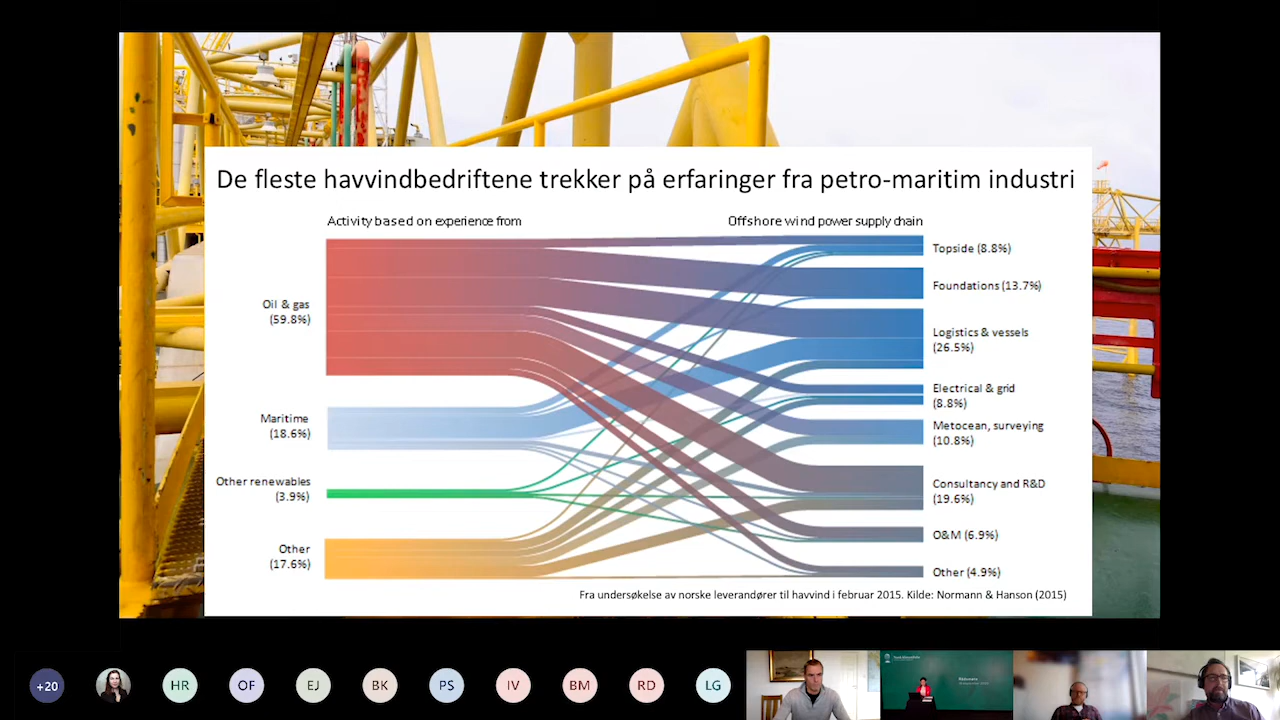 De fleste havvindbedriftene trekker på erfaringer fra petro-maritim industri
Activity based on experience from
Offshore wind power supply chain
Oil & gas
(59.8%)
Maritime
(18.6%)
Other renewables
(3.9%)
Other
(17.6%)
Topside (8.8%)
Foundations (13.7%)
Logistics & vessels
(26.5%)
Electrical & grid
(8.8%)
Metocean, surveying
(10.8%)
Consultancy and R&D
(19.6%)
O&M (6.9%)
Other (4.9%)
Fra undersøkelse av norske leverandører til havvind i februar 2015. Kilde: Normann & Hanson (2015)
+20
HR
OF
EJ
BK
PS
IV
BM
RD
LG